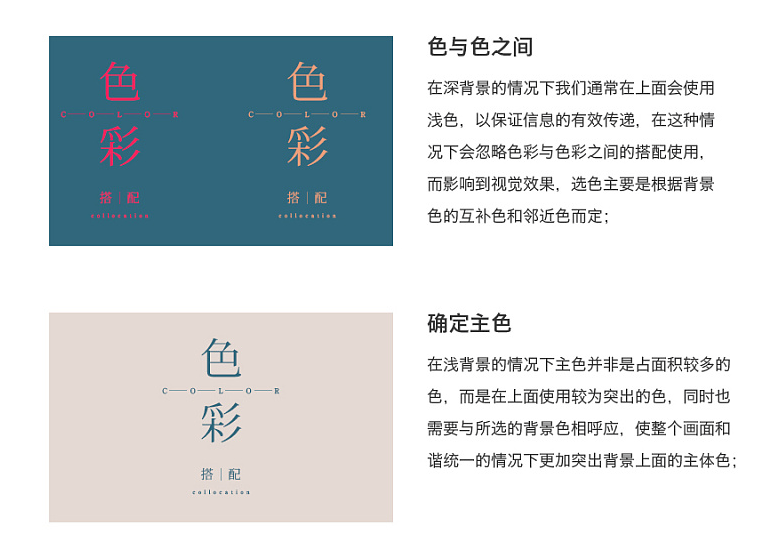 色
C—O—L—O—R
彩
搭｜配
collocation
色
C—O—L—O—R
彩
搭｜配
collocation
色与色之间
在深背景的情况下我们通常在上面会使用
浅色，以保证信息的有效传递，在这种情
况下会忽略色彩与色彩之间的搭配使用，
而影响到视觉效果，选色主要是根据背景
色的互补色和邻近色而定；
色
C—O—L—O—R
彩
搭｜配
collocation
确定主色
在浅背景的情况下主色并非是占面积较多的
色，而是在上面使用较为突出的色，同时也
需要与所选的背景色相呼应，使整个画面和
谐统一的情况下更加突出背景上面的主体色；